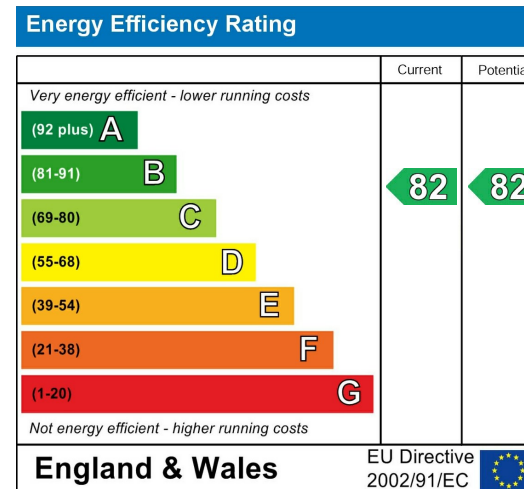 Energy Efficiency Rating
Current Potentia
Very energy efficient - lower running costs
(92 plus) A
(81-91) B
82 82
(69-80) C
(55-68) D
(39-54) E
(21-38) F
(1-20) G
Not energy efficient - higher running costs
England & Wales
EU Directive
2002/91/EC